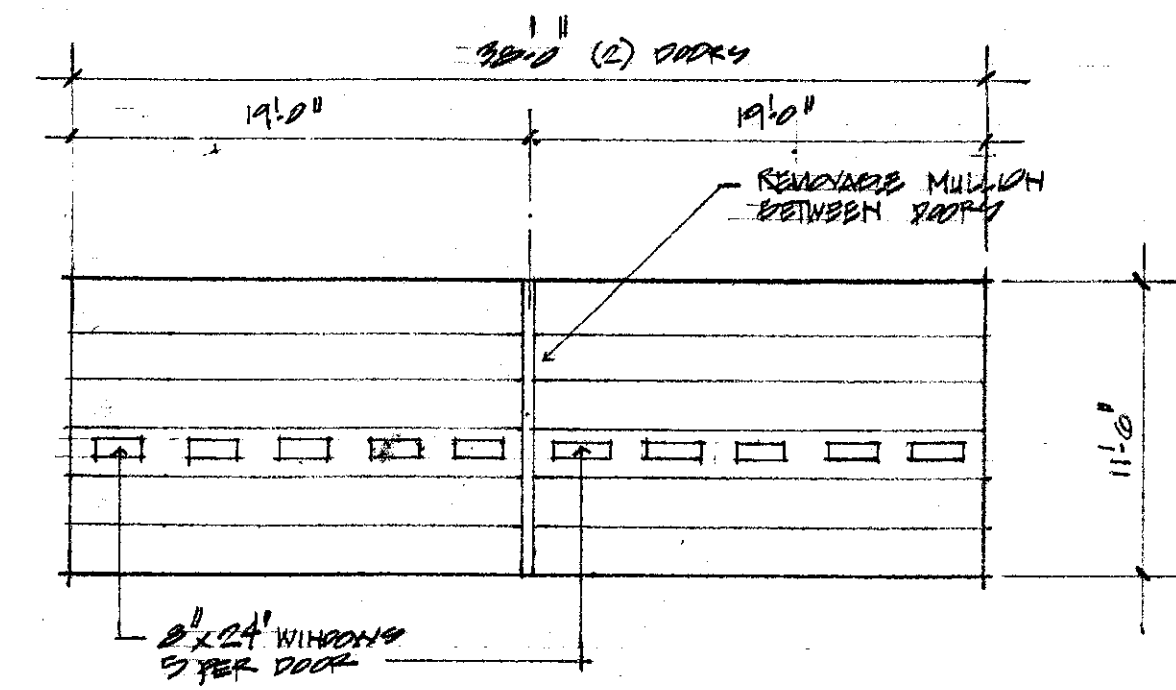 38'-0" (2) DOORS
19'-0" 19'-0"
REMOVABLE MULLION
BETWEEN DOORS
11'-6"
8"x24" WINDOWS
5 PER DOOR